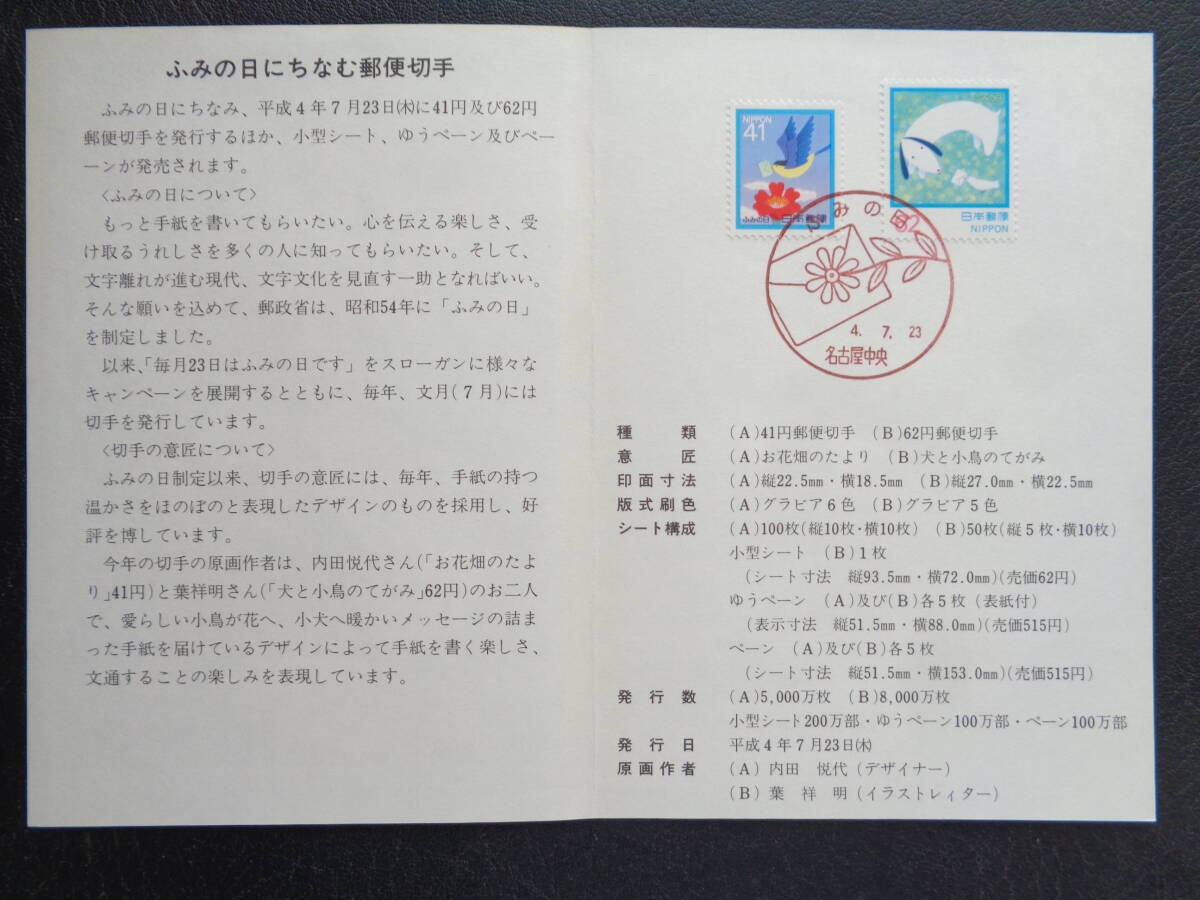 ふみの日にちなむ郵便切手
ふみの日にちなみ、平成4年7月23日㈭に41円及び62円
郵便切手を発行するほか、小型シート、ゆうペーン及びペー
ーンが発売されます。
〈ふみの日について〉
もっと手紙を書いてもらいたい。心を伝える楽しさ、受
け取るうれしさを多くの人に知ってもらいたい。そして、
文字離れが進む現代、文字文化を見直す一助となればいい。
そんな願いを込めて、郵政省は、昭和54年に「ふみの日」
を制定しました。
以来、「毎月23日はふみの日です」をスローガンに様々な
キャンペーンを展開するとともに、毎年、文月(7月)には
切手を発行しています。
〈切手の意匠について〉
ふみの日制定以来、切手の意匠には、毎年、手紙の持つ
温かさをほのぼのと表現したデザインのものを採用し、好
評を博しています。
今年の切手の原画作者は、内田悦代さん(「お花畑のたよ
り」41円)と葉祥明さん(「犬と小鳥のてがみ」62円)のお二人
で、愛らしい小鳥が花へ、小犬へ暖かいメッセージの詰ま
った手紙を届けているデザインによって手紙を書く楽しさ、
文通することの楽しみを表現しています。
NIPPON
41
ふみの日 日本郵便
62
日本郵便
NIPPON
ふみの日
4. 7. 23
名古屋中央
種類 (A)41円郵便切手 (B)62円郵便切手
意匠 (A)お花畑のたより (B)犬と小鳥のてがみ
印面寸法 (A)縦22.5mm・横18.5mm (B)縦27.0mm・横22.5mm
版式刷色 (A)グラビア6色 (B)グラビア5色
シート構成 (A)100枚(縦10枚・横10枚) (B)50枚(縦5枚・横10枚)
小型シート (B)1枚
(シート寸法 縦93.5mm・横72.0mm)(売価62円)
ゆうペーン (A)及び(B)各5枚(表紙付)
(表示寸法 縦51.5mm・横88.0mm)(売価515円)
ペーン (A)及び(B)各5枚
(シート寸法 縦51.5mm・横153.0mm)(売価515円)
発行数 (A)5,000万枚 (B)8,000万枚
小型シート200万部・ゆうペーン100万部・ペーン100万部
発行日 平成4年7月23日㈭
原画作者 (A)内田 悦代(デザイナー)
(B)葉 祥明(イラストレィター)